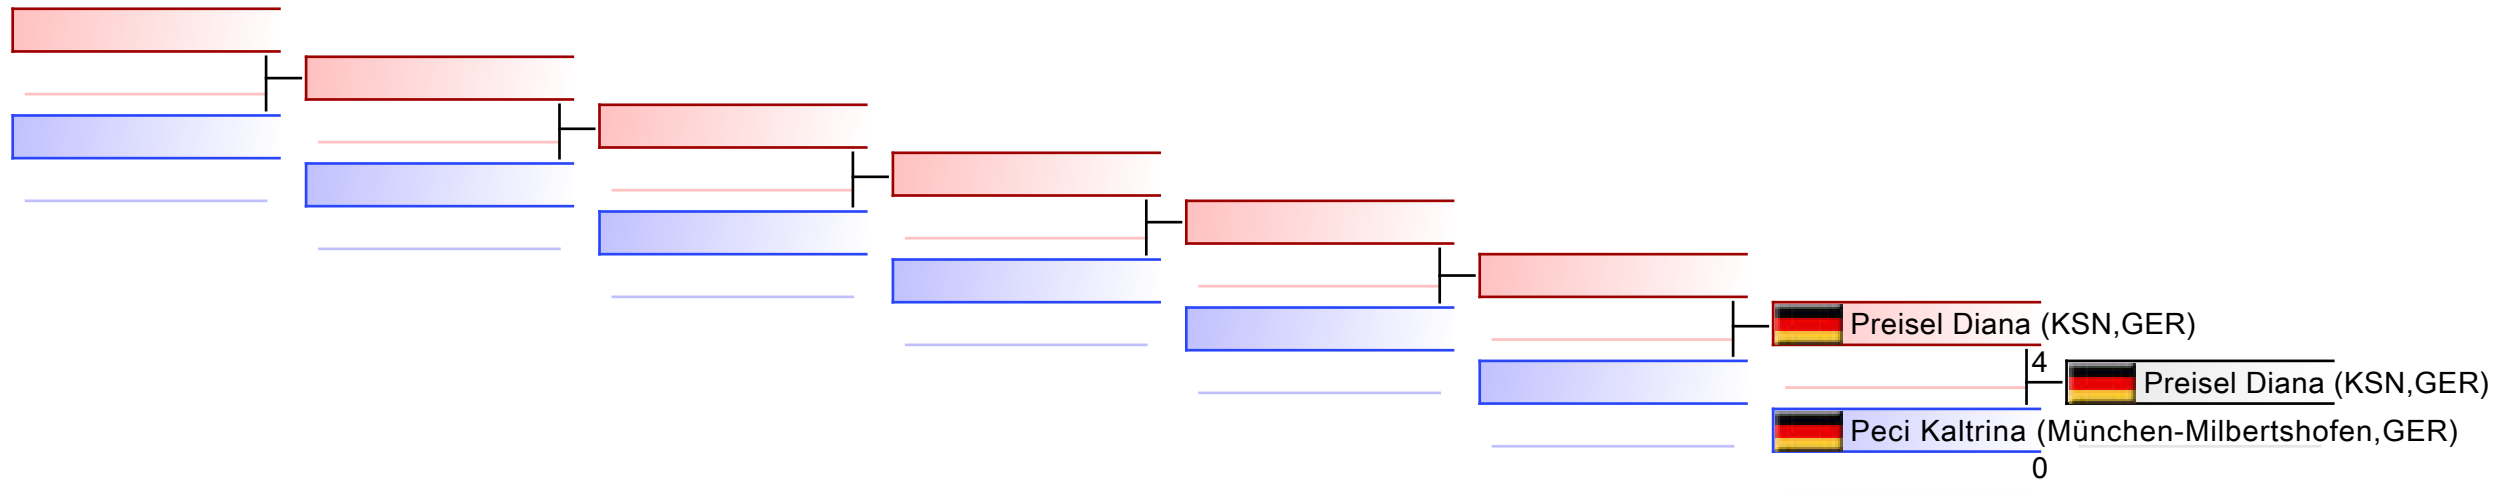 Preisel Diana (KSN,GER)
4
Preisel Diana (KSN,GER)
Peci Kaltrina (München-Milbertshofen,GER)
0